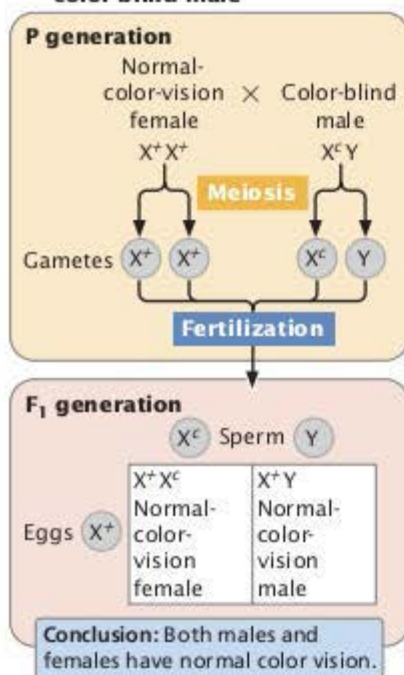 P generation
Normal-
color-vision × Color-blind
female male
X⁺X⁺ XᶜY
Meiosis
Gametes X⁺ X⁺ Xᶜ Y
Fertilization
F₁ generation
Xᶜ Sperm Y
X⁺Xᶜ X⁺Y
Normal- Normal-
Eggs X⁺ color- color-
vision vision
female male
Conclusion: Both males and
females have normal color vision.